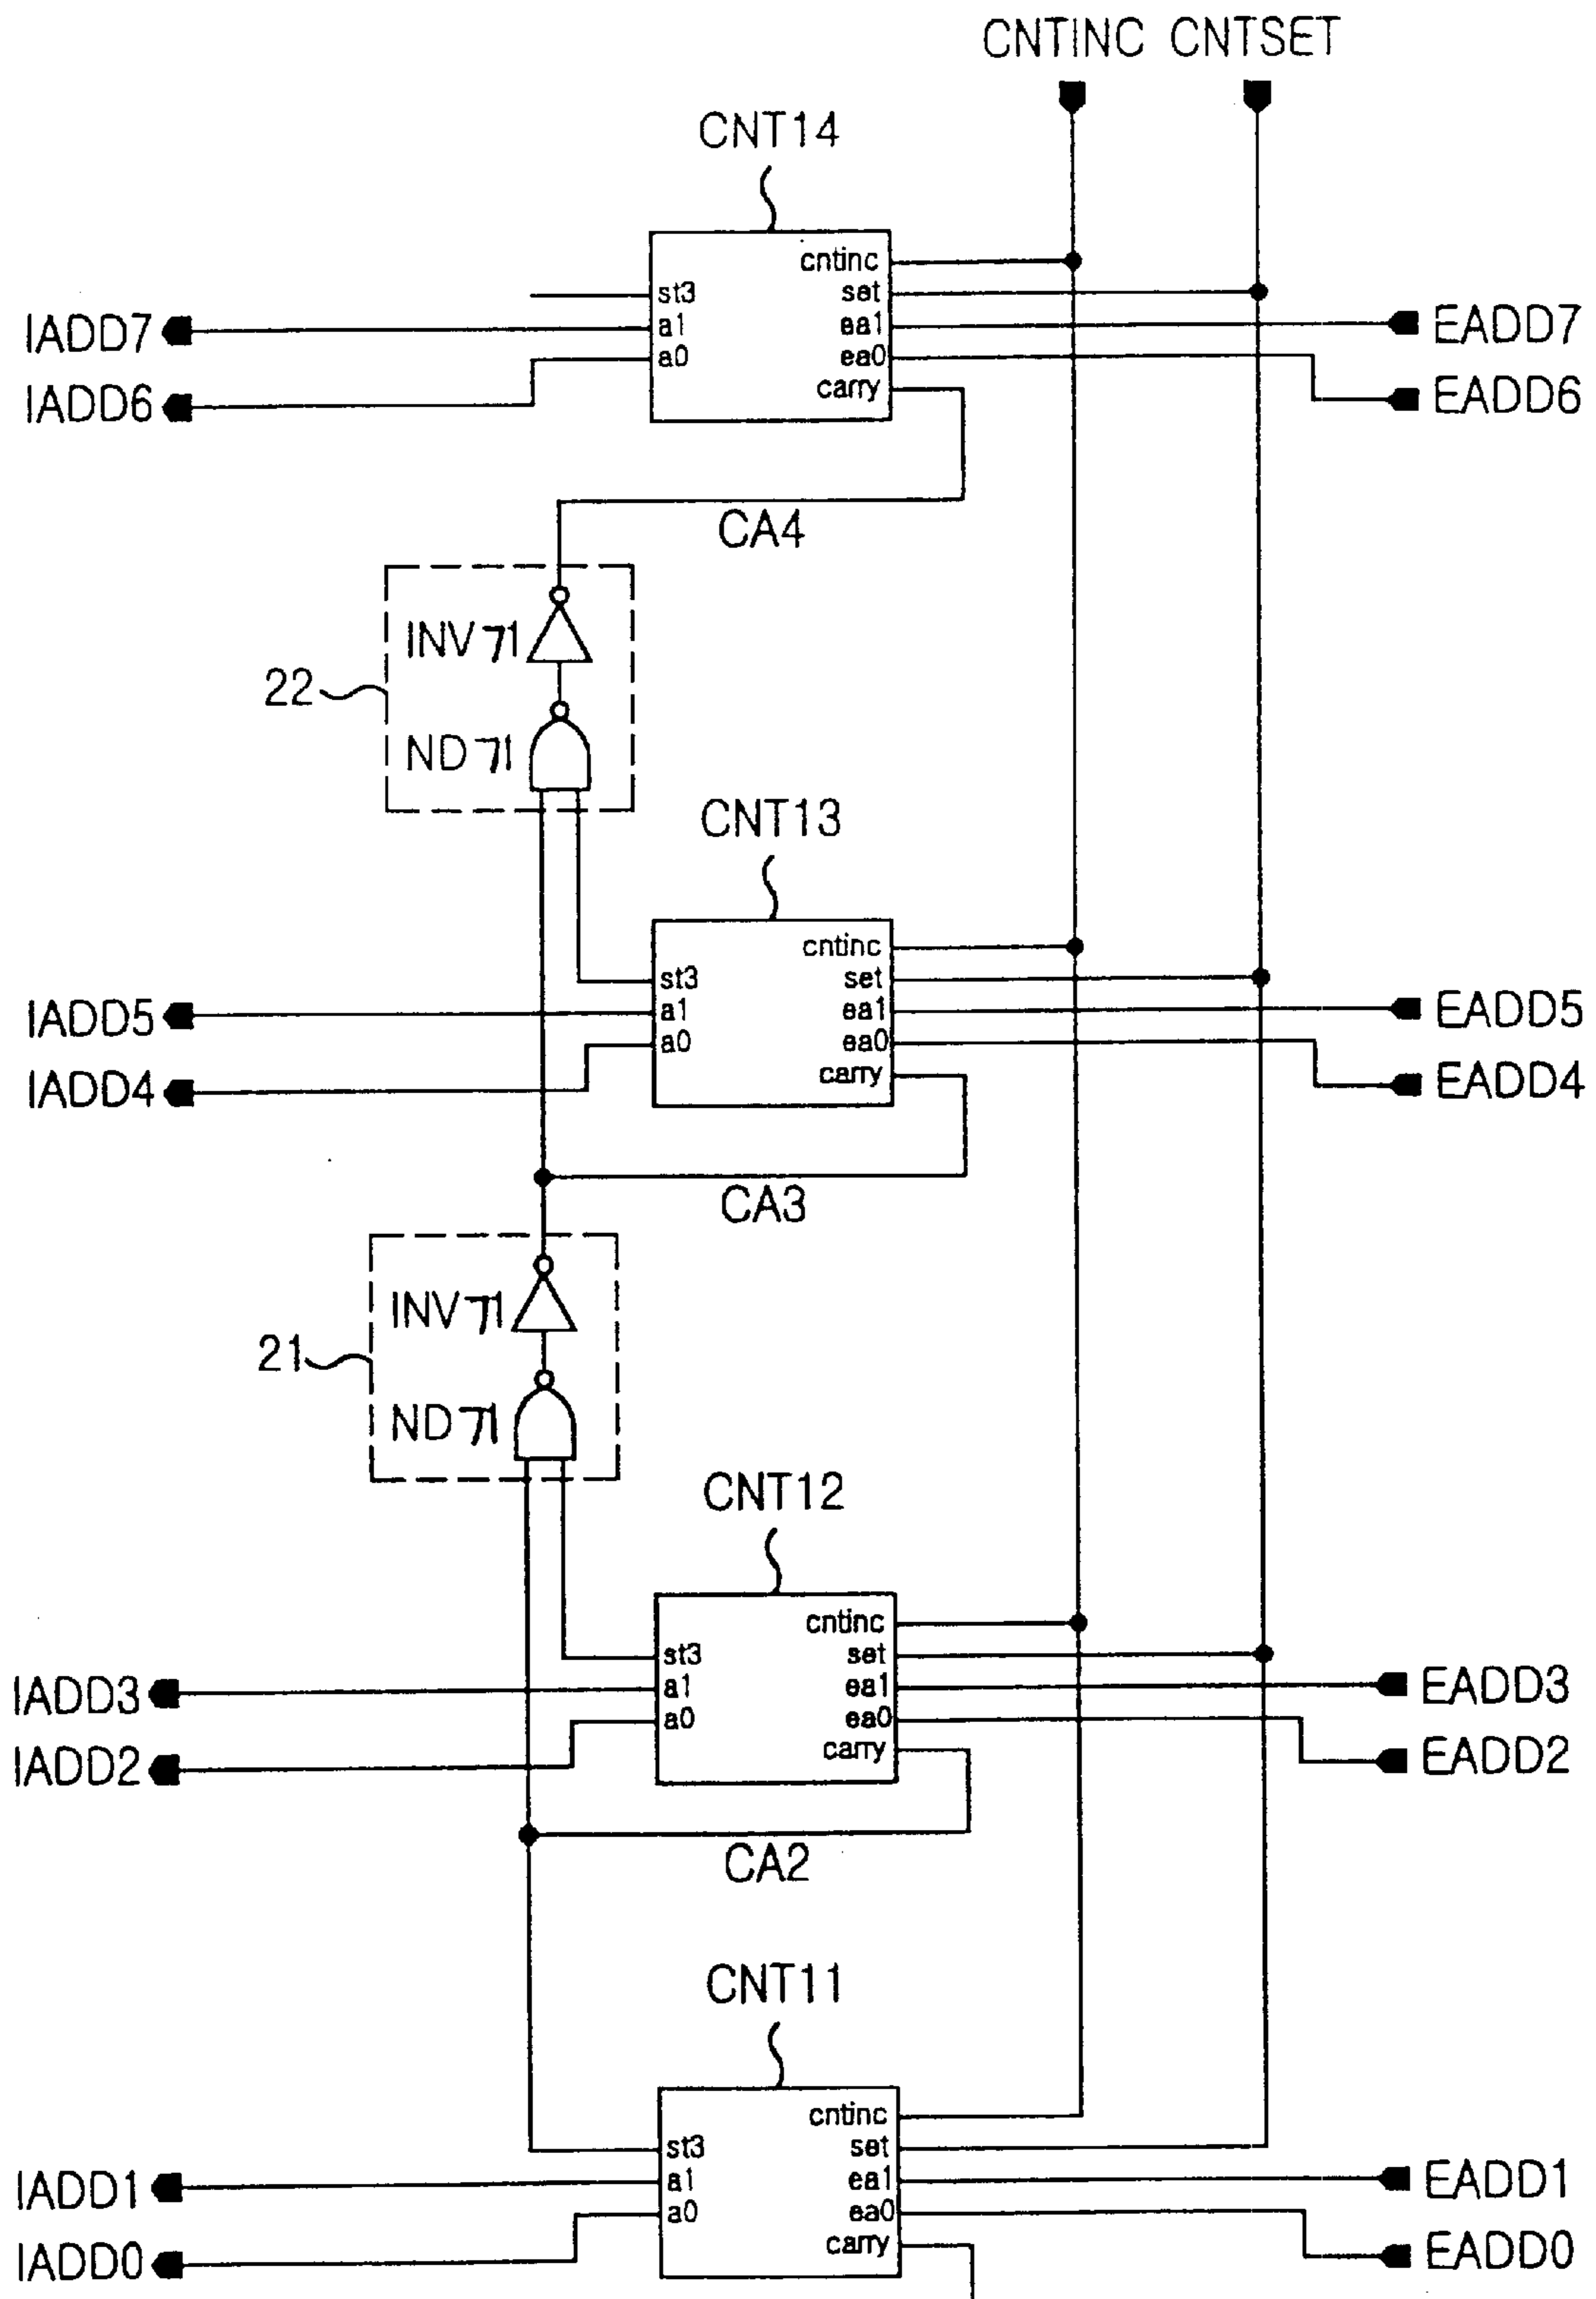 CNTINC CNTSET
CNT14
cntinc
st3 set
IADD7 a1 ea1 EADD7
a0 ea0
IADD6 carry EADD6
CA4
INV71
22
ND71
CNT13
cntinc
st3 set
IADD5 a1 ea1 EADD5
a0 ea0
IADD4 carry EADD4
CA3
INV71
21
ND71
CNT12
cntinc
st3 set
IADD3 a1 ea1 EADD3
a0 ea0
IADD2 carry EADD2
CA2
CNT11
cntinc
st3 set
IADD1 a1 ea1 EADD1
a0 ea0
IADD0 carry EADD0